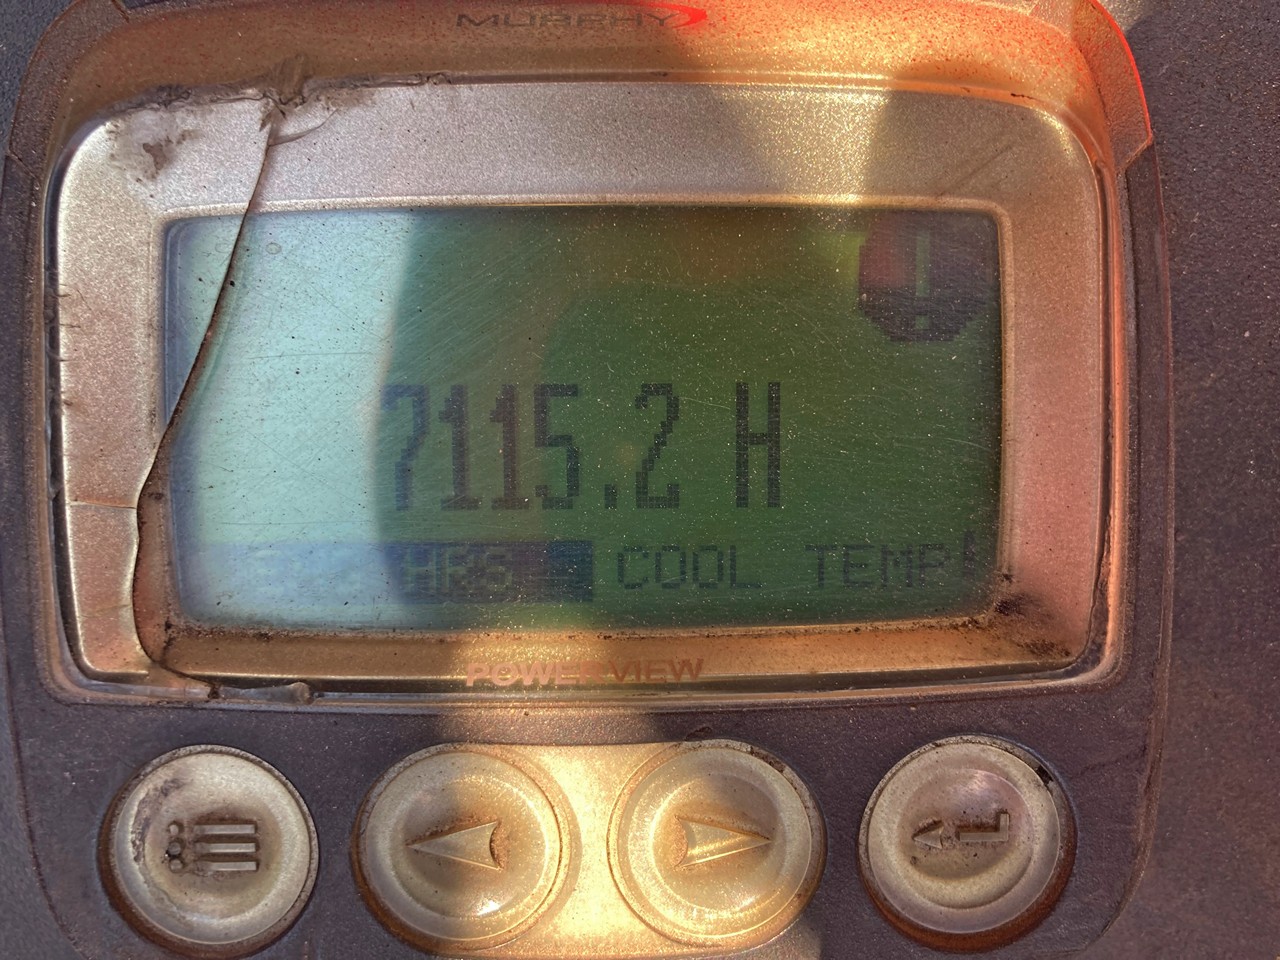 MURPHY
7115.2 H
HRS COOL TEMP
POWERVIEW